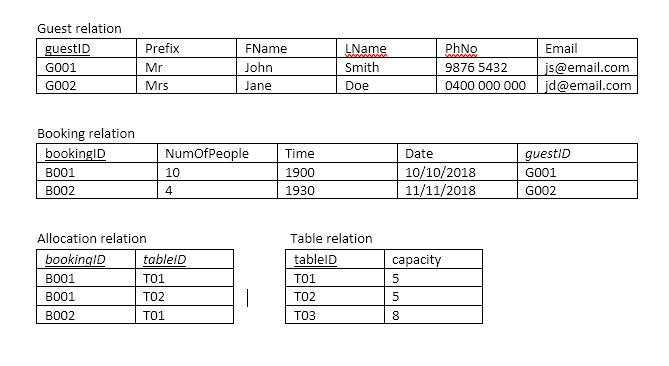 Guest relation
guestID Prefix FName LName PhNo Email
G001 Mr John Smith 9876 5432 js@email.com
G002 Mrs Jane Doe 0400 000 000 jd@email.com
Booking relation
bookingID NumOfPeople Time Date guestID
B001 10 1900 10/10/2018 G001
B002 4 1930 11/11/2018 G002
Allocation relation
bookingID tableID
B001 T01
B001 T02
B002 T01
Table relation
tableID capacity
T01 5
T02 5
T03 8